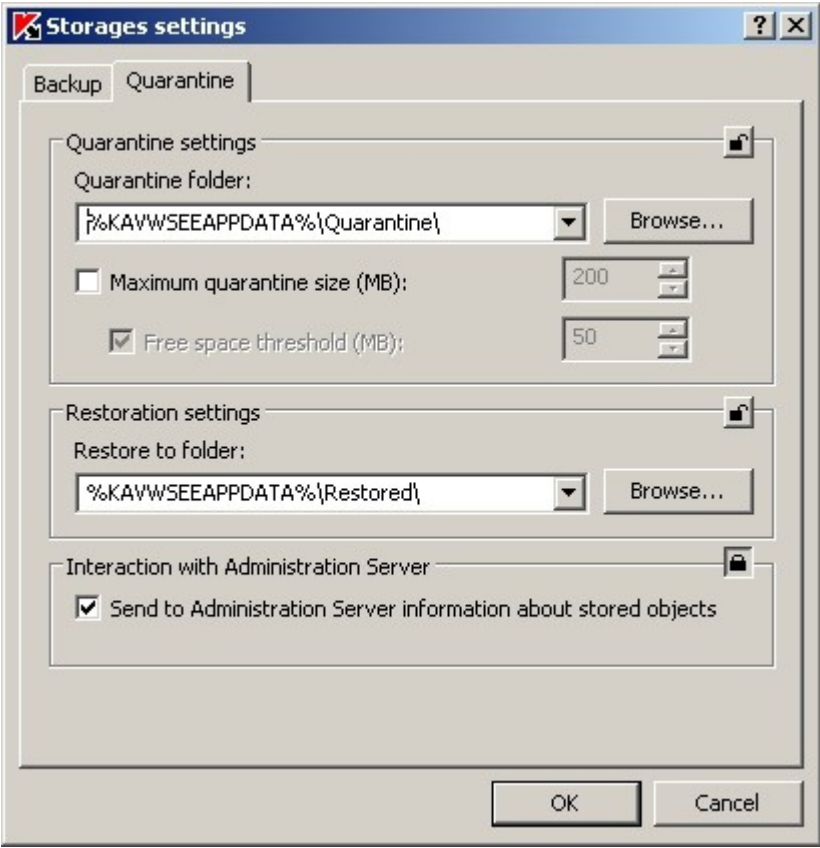 Storages settings
Backup
Quarantine
Quarantine settings
Quarantine folder:
%KAVWSEEAPPDATA%\Quarantine\
Browse...
Maximum quarantine size (MB):
200
Free space threshold (MB):
50
Restoration settings
Restore to folder:
%KAVWSEEAPPDATA%\Restored\
Browse...
Interaction with Administration Server
Send to Administration Server information about stored objects
OK
Cancel